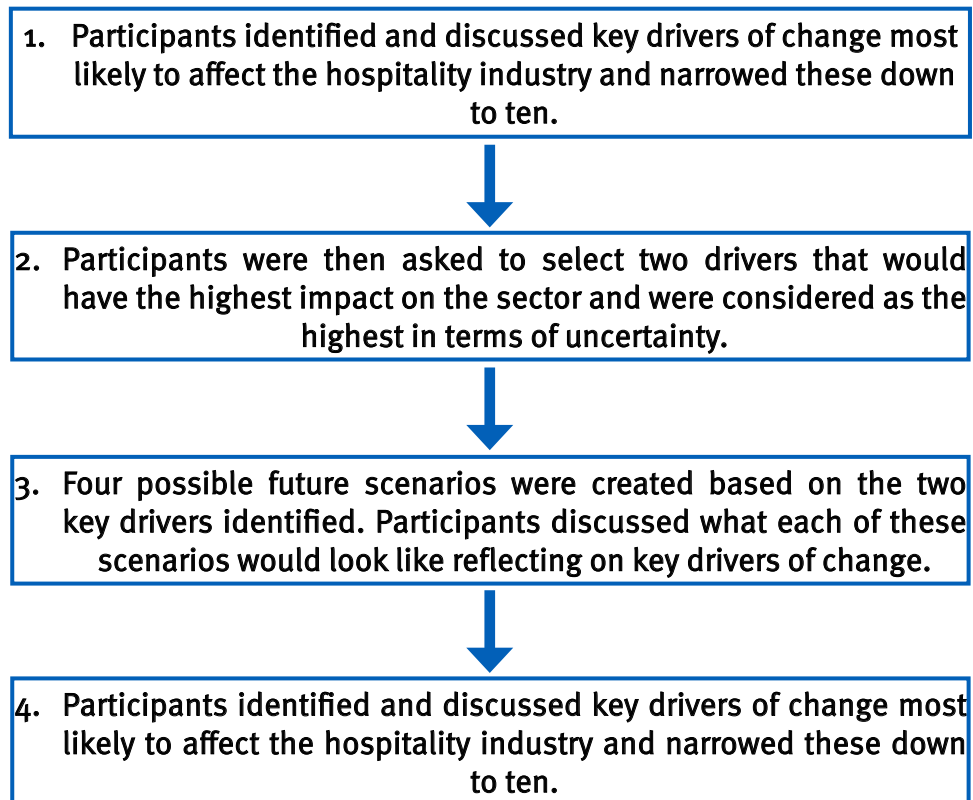 1. Participants identified and discussed key drivers of change most
likely to affect the hospitality industry and narrowed these down
to ten.
2. Participants were then asked to select two drivers that would
have the highest impact on the sector and were considered as the
highest in terms of uncertainty.
3. Four possible future scenarios were created based on the two
key drivers identified. Participants discussed what each of these
scenarios would look like reflecting on key drivers of change.
4. Participants identified and discussed key drivers of change most
likely to affect the hospitality industry and narrowed these down
to ten.